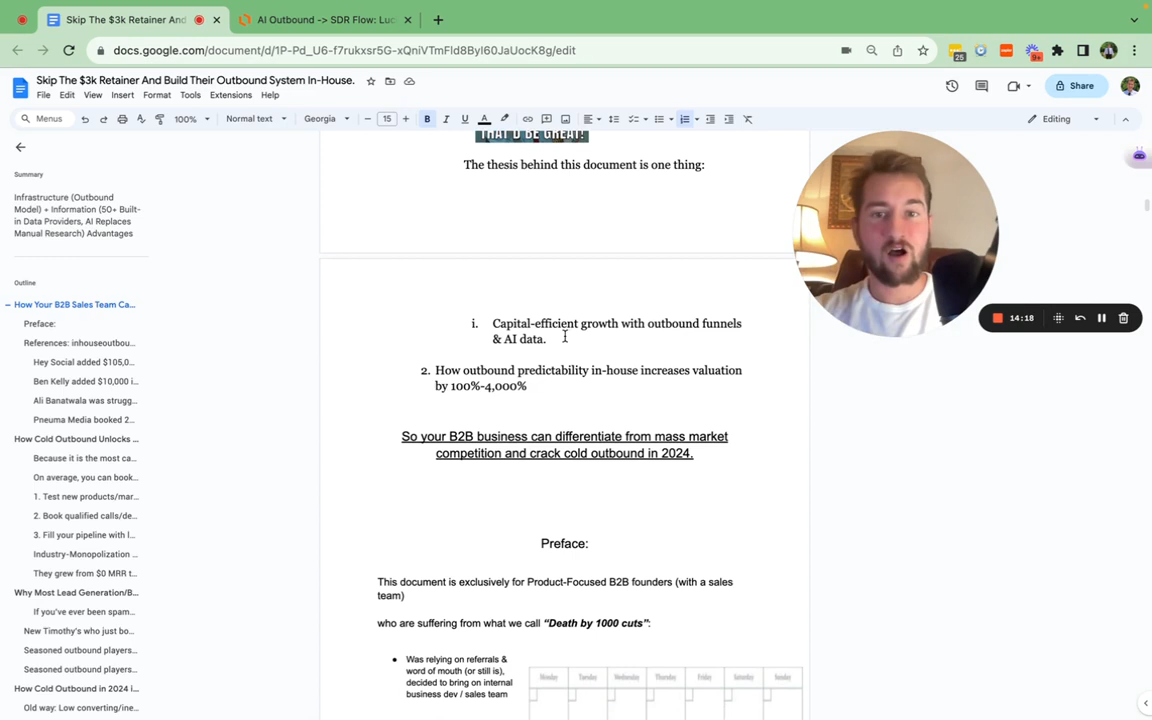 Skip The $3k Retainer And
AI Outbound -> SDR Flow: Luc
docs.google.com/document/d/1P-Pd_U6-f7rukxsr5G-xQniVTmFld8Byl60JaUocK8g/edit
25
9+
Skip The $3k Retainer And Build Their Outbound System In-House.
File Edit View Insert Format Tools Extensions Help
Share
Menus
100%
Normal text
Georgia
15
Editing
Summary
Infrastructure (Outbound
Model) + Information (50+ Built-
in Data Providers, AI Replaces
Manual Research) Advantages
Outline
How Your B2B Sales Team Ca...
Preface:
References: inhouseoutbou...
Hey Social added $105,0...
Ben Kelly added $10,000 i...
Ali Banatwala was strugg...
Pneuma Media booked 2...
How Cold Outbound Unlocks ...
Because it is the most ca...
On average, you can book...
1. Test new products/mar...
2. Book qualified calls/de...
3. Fill your pipeline with l...
Industry-Monopolization ...
They grew from $0 MRR t...
Why Most Lead Generation/B...
If you've ever been spam...
New Timothy's who just bo...
Seasoned outbound players...
Seasoned outbound players...
How Cold Outbound in 2024 i...
Old way: Low converting/ine...
THAT'D BE GREAT!
The thesis behind this document is one thing:
i. Capital-efficient growth with outbound funnels
& AI data.
2. How outbound predictability in-house increases valuation
by 100%-4,000%
So your B2B business can differentiate from mass market
competition and crack cold outbound in 2024.
Preface:
This document is exclusively for Product-Focused B2B founders (with a sales
team)
who are suffering from what we call "Death by 1000 cuts":
● Was relying on referrals &
word of mouth (or still is),
decided to bring on internal
business dev / sales team
Monday Tuesday Wednesday Thursday Friday Saturday Sunday
14:18